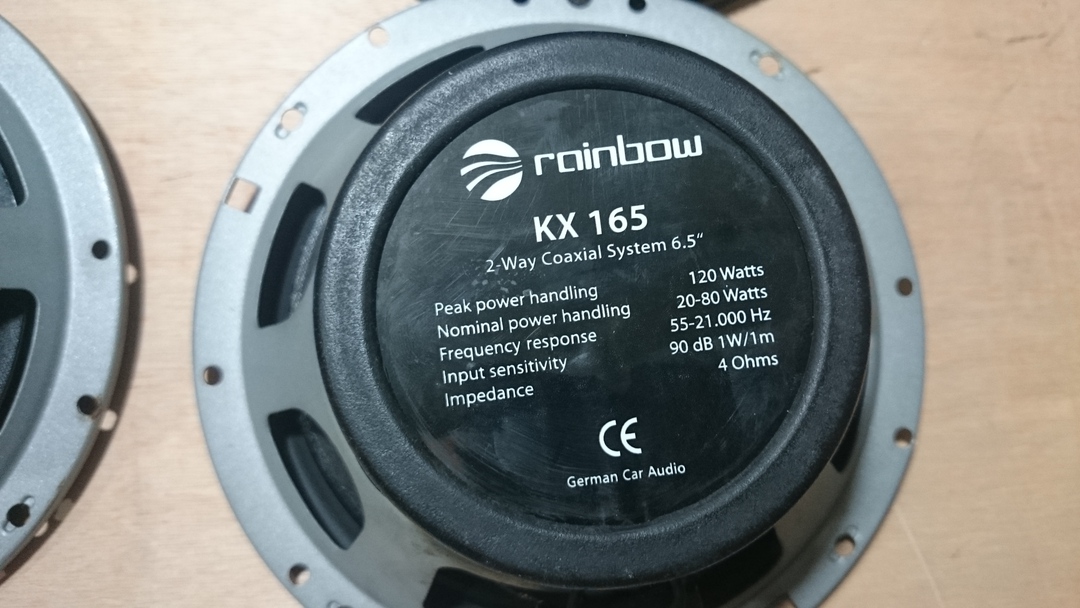 rainbow
KX 165
2-Way Coaxial System 6.5“
Peak power handling 120 Watts
Nominal power handling 20-80 Watts
Frequency response 55-21.000 Hz
Input sensitivity 90 dB 1W/1m
Impedance 4 Ohms
CE
German Car Audio